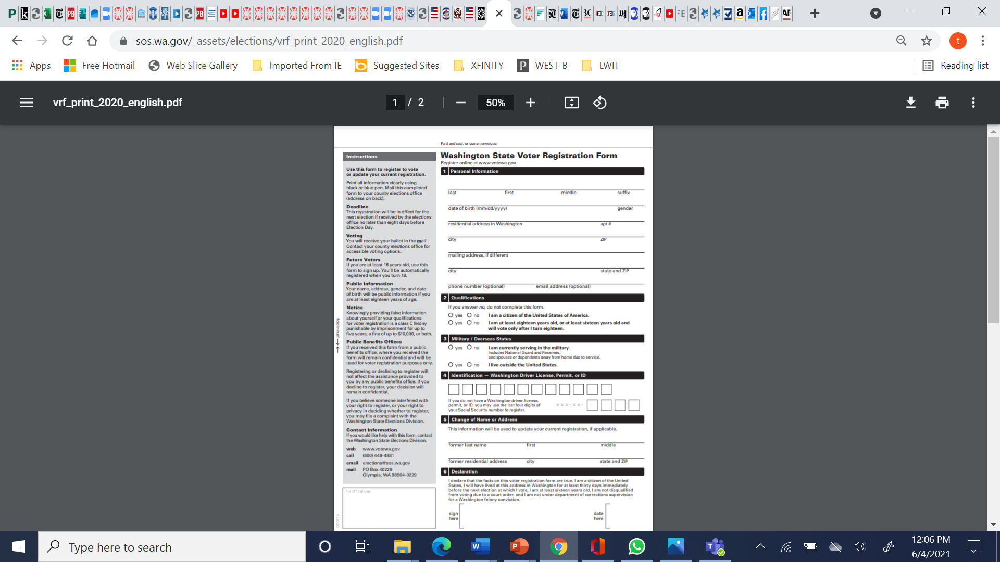 sos.wa.gov/_assets/elections/vrf_print_2020_english.pdf
t
Apps Free Hotmail Web Slice Gallery Imported From IE Suggested Sites XFINITY WEST-B LWIT Reading list
vrf_print_2020_english.pdf 1 / 2 50%
Fold and seal, or use an envelope
Instructions
Use this form to register to vote
or update your current registration.
Print all information clearly using
black or blue pen. Mail this completed
form to your county elections office
(address on back).
Deadline
This registration will be in effect for the
next election if received by the elections
office no later than eight days before
Election Day.
Voting
You will receive your ballot in the mail.
Contact your county elections office for
accessible voting options.
Future Voters
If you are at least 16 years old, use this
form to sign up. You'll be automatically
registered when you turn 18.
Public Information
Your name, address, gender, and date
of birth will be public information if you
are at least eighteen years of age.
Notice
Knowingly providing false information
about yourself or your qualifications
for voter registration is a class C felony
punishable by imprisonment for up to
five years, a fine of up to $10,000, or both.
Public Benefits Offices
If you received this form from a public
benefits office, where you received the
form will remain confidential and will be
used for voter registration purposes only.
Registering or declining to register will
not affect the assistance provided to
you by any public benefits office. If you
decline to register, your decision will
remain confidential.
If you believe someone interfered with
your right to register, or your right to
privacy in deciding whether to register,
you may file a complaint with the
Washington State Elections Division.
Contact Information
If you would like help with this form, contact
the Washington State Elections Division.
web www.votewa.gov
call (800) 448-4881
email elections@sos.wa.gov
mail PO Box 40229
Olympia, WA 98504-0229
For official use:
fold in half
4 / 2020
Washington State Voter Registration Form
Register online at www.votewa.gov.
1 Personal Information
last first middle suffix
date of birth (mm/dd/yyyy) gender
residential address in Washington apt #
city ZIP
mailing address, if different
city state and ZIP
phone number (optional) email address (optional)
2 Qualifications
If you answer no, do not complete this form.
yes no I am a citizen of the United States of America.
yes no I am at least eighteen years old, or at least sixteen years old and
will vote only after I turn eighteen.
3 Military / Overseas Status
yes no I am currently serving in the military.
Includes National Guard and Reserves,
and spouses or dependents away from home due to service.
yes no I live outside the United States.
4 Identification — Washington Driver License, Permit, or ID
If you do not have a Washington driver license,
permit, or ID, you may use the last four digits of
your Social Security number to register.
x x x - x x -
5 Change of Name or Address
This information will be used to update your current registration, if applicable.
former last name first middle
former residential address city state and ZIP
6 Declaration
I declare that the facts on this voter registration form are true. I am a citizen of the United
States, I will have lived at this address in Washington for at least thirty days immediately
before the next election at which I vote, I am at least sixteen years old, I am not disqualified
from voting due to a court order, and I am not under department of corrections supervision
for a Washington felony conviction.
sign
here
date
here
Type here to search
12:06 PM
6/4/2021